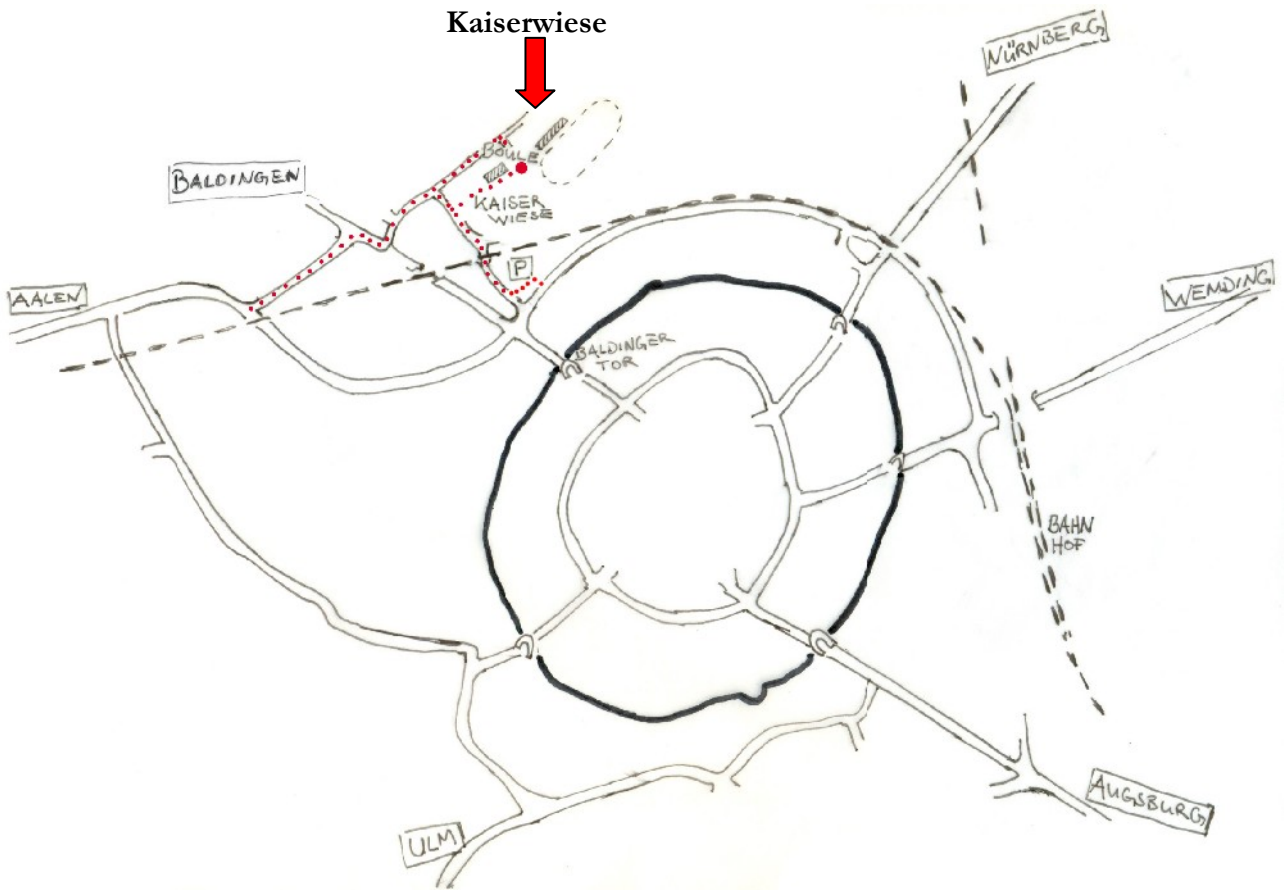 Kaiserwiese
NÜRNBERG
BOULE
BALDINGEN
KAISER
WIESE
P
AALEN
WEMDING
BALDINGER
TOR
BAHN
HOF
AUGSBURG
ULM